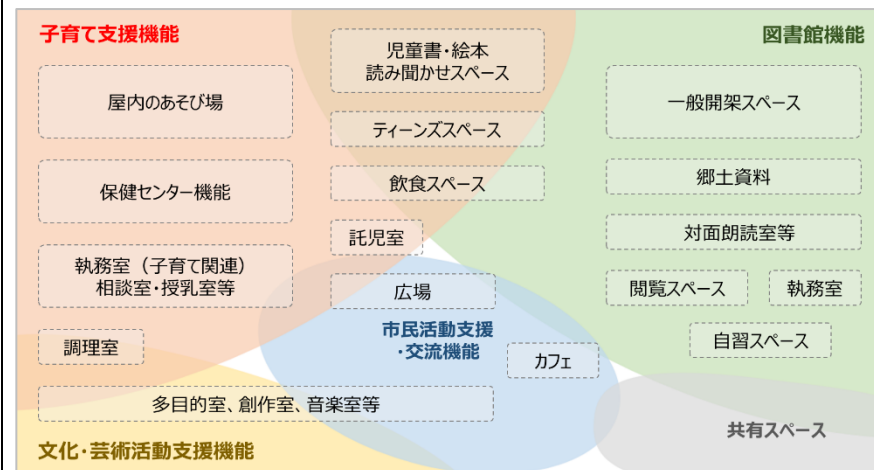 子育て支援機能
図書館機能
児童書・絵本
読み聞かせスペース
屋内のあそび場
一般開架スペース
ティーンズスペース
保健センター機能
飲食スペース
郷土資料
託児室
対面朗読室等
執務室（子育て関連）
相談室・授乳室等
広場
閲覧スペース
執務室
市民活動支援
・交流機能
自習スペース
調理室
カフェ
多目的室、創作室、音楽室等
共有スペース
文化・芸術活動支援機能